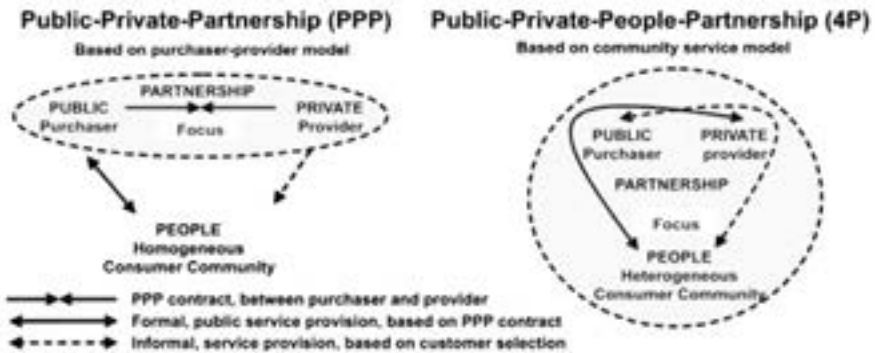 Public-Private-Partnership (PPP)
Based on purchaser-provider model
PARTNERSHIP
PUBLIC
Purchaser
Focus
PRIVATE
Provider
PEOPLE
Homogeneous
Consumer Community
Public-Private-People-Partnership (4P)
Based on community service model
PUBLIC
Purchaser
PRIVATE
provider
PARTNERSHIP
Focus
PEOPLE
Heterogeneous
Consumer Community
PPP contract, between purchaser and provider
Formal, public service provision, based on PPP contract
Informal, service provision, based on customer selection